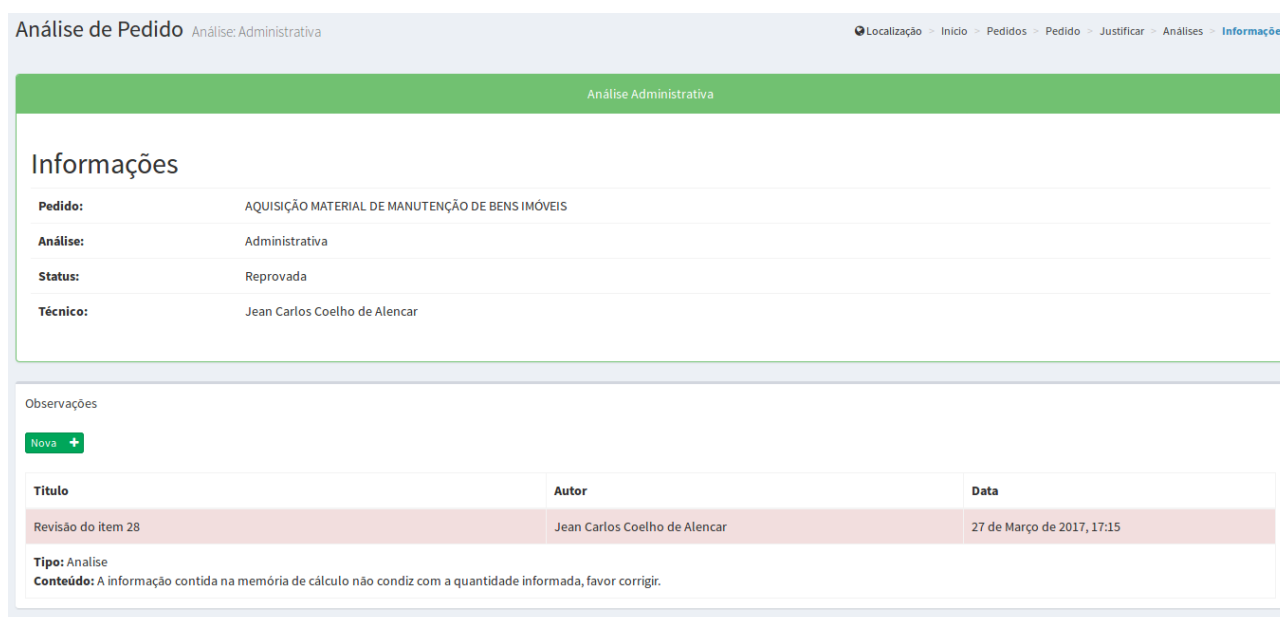 Análise de Pedido Análise: Administrativa
Localização > Inicio > Pedidos > Pedido > Justificar > Análises > Informaçõe
Análise Administrativa
Informações
Pedido: AQUISIÇÃO MATERIAL DE MANUTENÇÃO DE BENS IMÓVEIS
Análise: Administrativa
Status: Reprovada
Técnico: Jean Carlos Coelho de Alencar
Observações
Nova +
Titulo Autor Data
Revisão do item 28 Jean Carlos Coelho de Alencar 27 de Março de 2017, 17:15
Tipo: Analise
Conteúdo: A informação contida na memória de cálculo não condiz com a quantidade informada, favor corrigir.